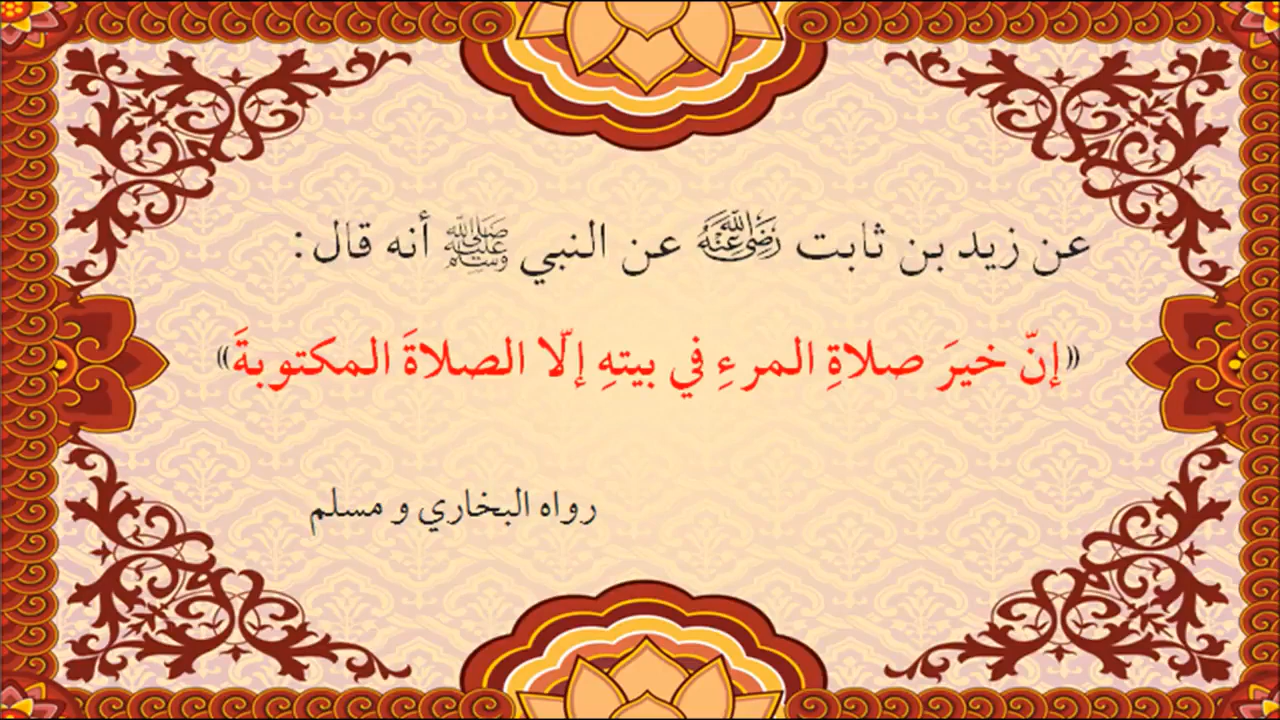 عن زيد بن ثابت ﵁ عن النبي ﷺ أنه قال:
«إنّ خيرَ صلاةِ المرءِ في بيتهِ إلّا الصلاةَ المكتوبةَ»
رواه البخاري و مسلم